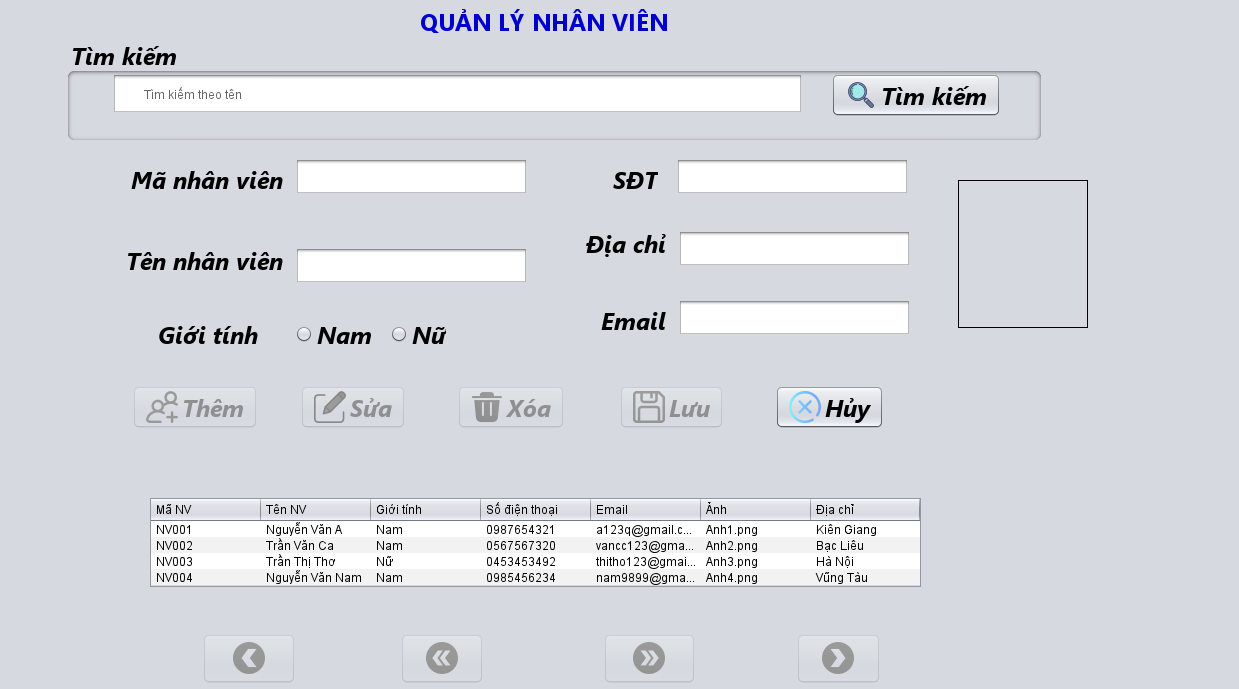 QUẢN LÝ NHÂN VIÊN
Tìm kiếm
Tìm kiếm theo tên
Tìm kiếm
Mã nhân viên
SĐT
Địa chỉ
Tên nhân viên
Email
Giới tính Nam Nữ
Thêm Sửa Xóa Lưu Hủy
Mã NV Tên NV Giới tính Số điện thoại Email Ảnh Địa chỉ
NV001 Nguyễn Văn A Nam 0987654321 a123q@gmail.c... Anh1.png Kiên Giang
NV002 Trần Văn Ca Nam 0567567320 vancc123@gma... Anh2.png Bạc Liêu
NV003 Trần Thị Thơ Nữ 0453453492 thitho123@gmai... Anh3.png Hà Nội
NV004 Nguyễn Văn Nam Nam 0985456234 nam9899@gma... Anh4.png Vũng Tàu